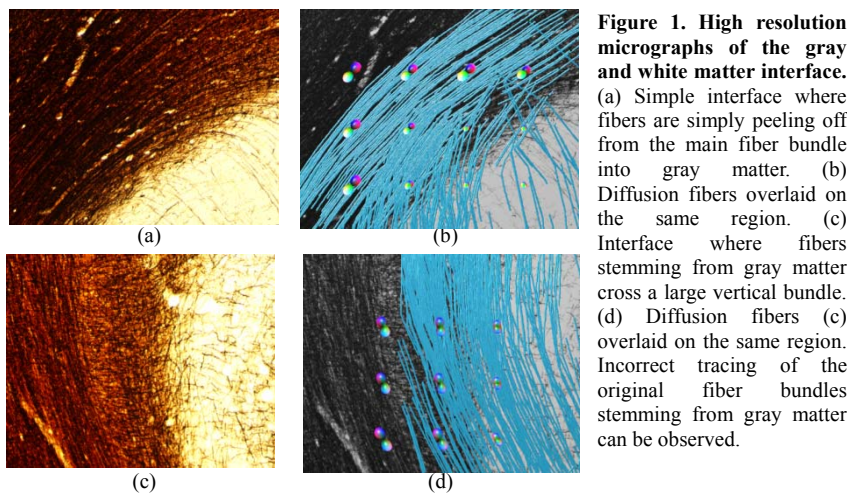 (a)
(b)
(c)
(d)
Figure 1. High resolution
micrographs of the gray
and white matter interface.
(a) Simple interface where
fibers are simply peeling off
from the main fiber bundle
into gray matter. (b)
Diffusion fibers overlaid on
the same region. (c)
Interface where fibers
stemming from gray matter
cross a large vertical bundle.
(d) Diffusion fibers (c)
overlaid on the same region.
Incorrect tracing of the
original fiber bundles
stemming from gray matter
can be observed.